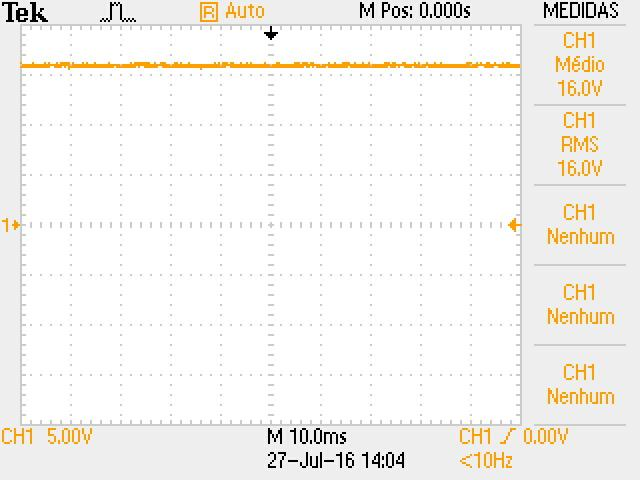 Tek R Auto M Pos: 0.000s MEDIDAS
CH1
Médio
16.0V
CH1
RMS
16.0V
CH1
Nenhum
CH1
Nenhum
CH1
Nenhum
1
CH1 5.00V M 10.0ms CH1 0.00V
27-Jul-16 14:04 <10Hz